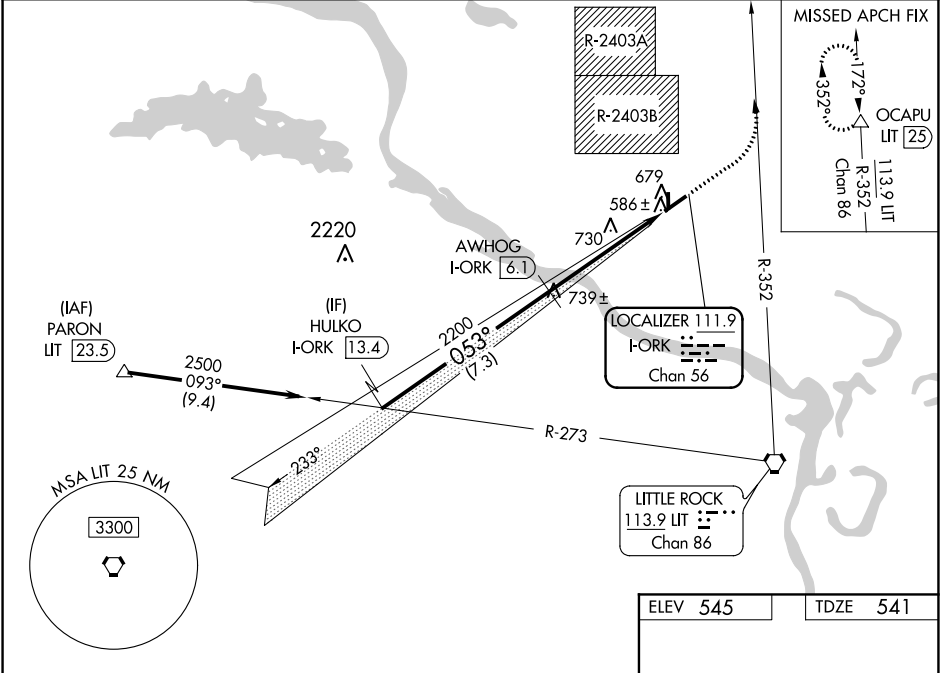 MISSED APCH FIX
172°
352°
OCAPU
LIT 25
113.9 LIT
R-352
Chan 86
R-2403A
R-2403B
679
586 ±
730
2220
AWHOG
I-ORK 6.1
739 ±
R-352
(IAF)
PARON
LIT 23.5
(IF)
HULKO
I-ORK 13.4
2200
053°
(7.3)
LOCALIZER 111.9
I-ORK
Chan 56
2500
093°
(9.4)
R-273
233°
MSA LIT 25 NM
3300
LITTLE ROCK
113.9 LIT
Chan 86
ELEV 545
TDZE 541